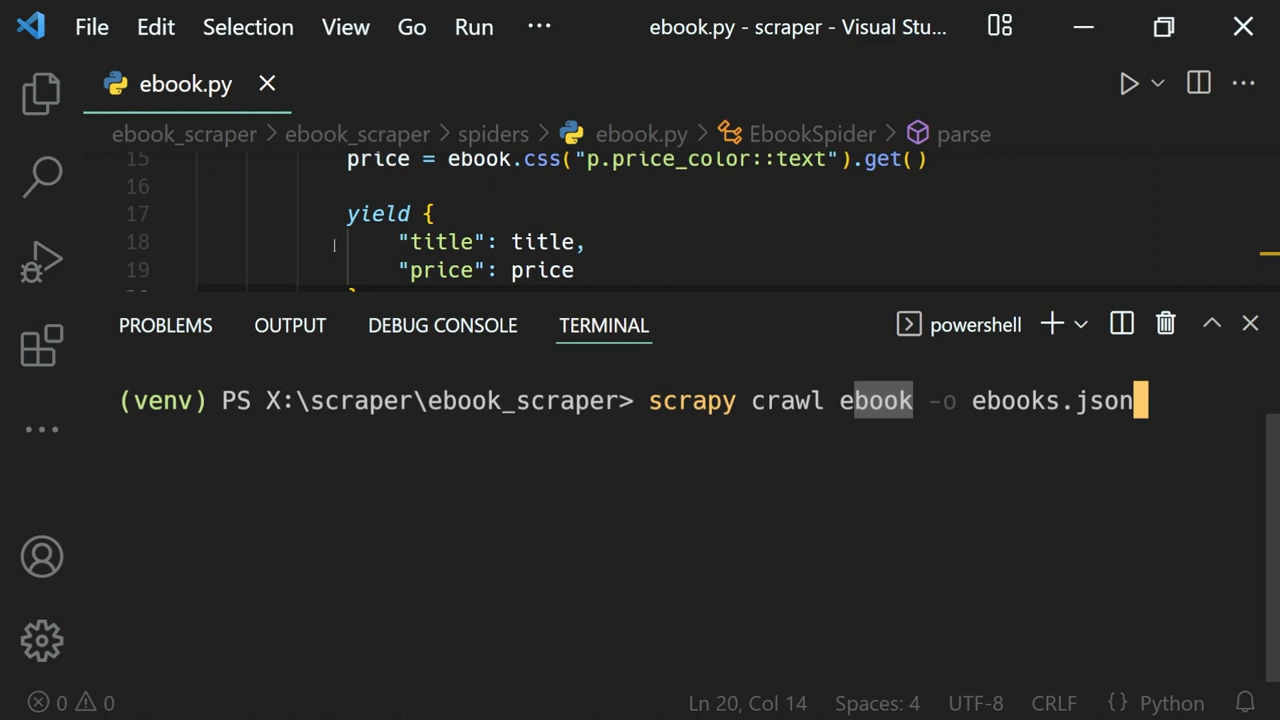 File Edit Selection View Go Run ··· ebook.py - scraper - Visual Stu...
ebook.py
ebook_scraper > ebook_scraper > spiders > ebook.py > EbookSpider > parse
15 price = ebook.css("p.price_color::text").get()
16
17 yield {
18 "title": title,
19 "price": price
PROBLEMS OUTPUT DEBUG CONSOLE TERMINAL powershell
(venv) PS X:\scraper\ebook_scraper> scrapy crawl ebook -o ebooks.json
0 0 Ln 20, Col 14 Spaces: 4 UTF-8 CRLF {} Python